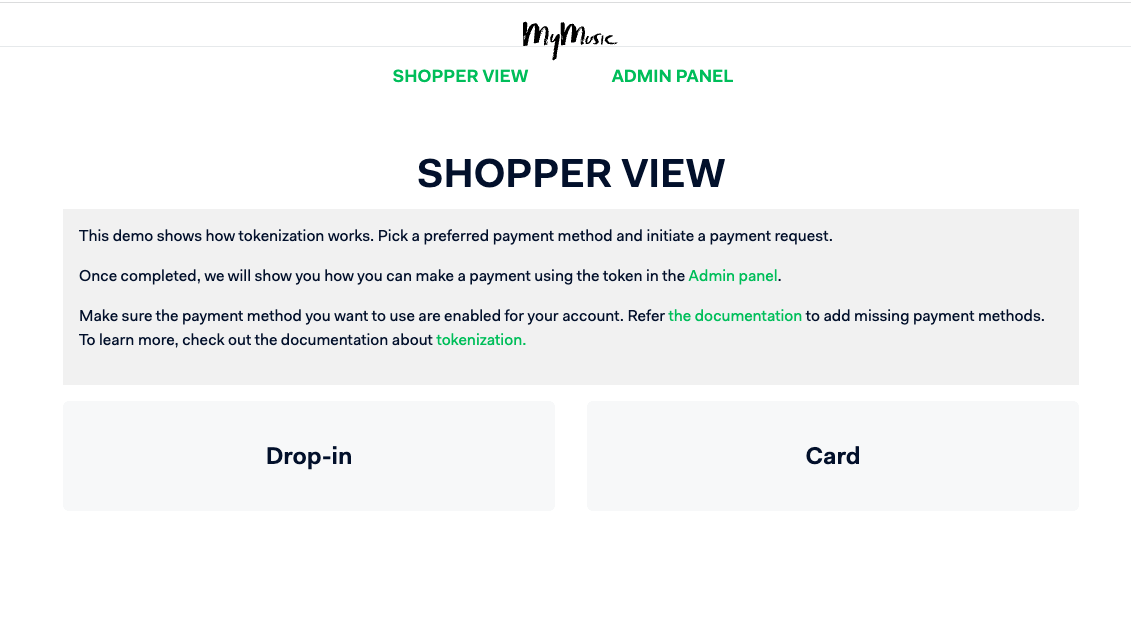 MyMusic
SHOPPER VIEW ADMIN PANEL
SHOPPER VIEW
This demo shows how tokenization works. Pick a preferred payment method and initiate a payment request.
Once completed, we will show you how you can make a payment using the token in the Admin panel.
Make sure the payment method you want to use are enabled for your account. Refer the documentation to add missing payment methods.
To learn more, check out the documentation about tokenization.
Drop-in Card